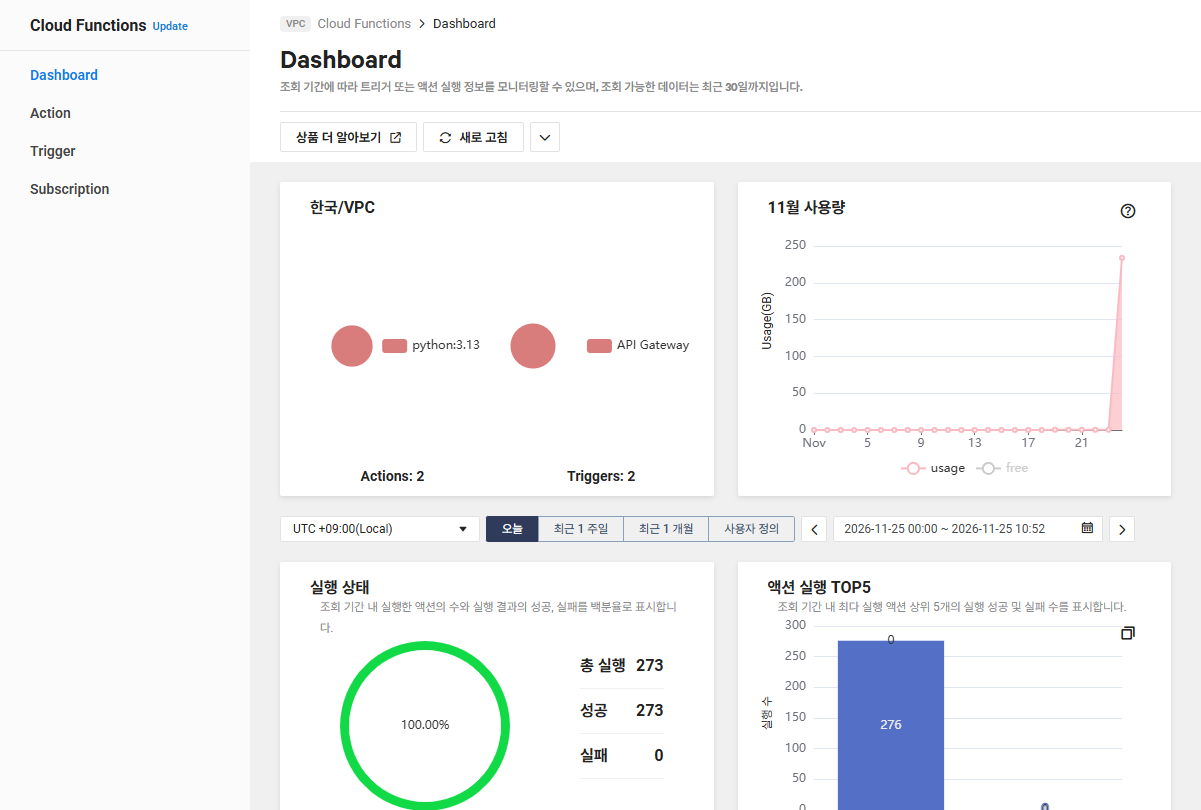 Cloud Functions Update
Dashboard
Action
Trigger
Subscription
VPC Cloud Functions > Dashboard
Dashboard
조회 기간에 따라 트리거 또는 액션 실행 정보를 모니터링할 수 있으며, 조회 가능한 데이터는 최근 30일까지입니다.
상품 더 알아보기 새로 고침
한국/VPC
python:3.13
API Gateway
Actions: 2
Triggers: 2
11월 사용량
Usage(GB)
250
200
150
100
50
0
Nov 5 9 13 17 21
usage free
UTC +09:00(Local)
오늘 최근 1 주일 최근 1 개월 사용자 정의
2026-11-25 00:00 ~ 2026-11-25 10:52
실행 상태
조회 기간 내 실행한 액션의 수와 실행 결과의 성공, 실패를 백분율로 표시합니
다.
100.00%
총 실행 273
성공 273
실패 0
액션 실행 TOP5
조회 기간 내 최다 실행 액션 상위 5개의 실행 성공 및 실패 수를 표시합니다.
실행 수
300
250
200
150
100
50
0
0
276
0